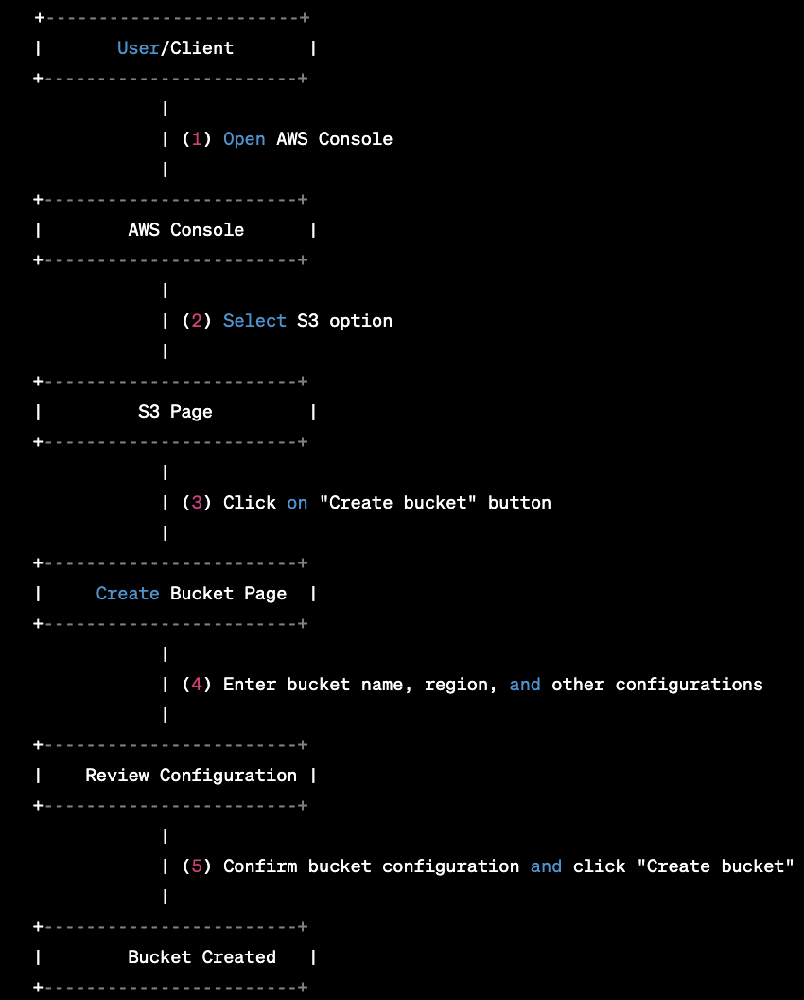 +------------------------+
|       User/Client       |
+------------------------+
            |
            | (1) Open AWS Console
            |
+------------------------+
|        AWS Console      |
+------------------------+
            |
            | (2) Select S3 option
            |
+------------------------+
|         S3 Page         |
+------------------------+
            |
            | (3) Click on "Create bucket" button
            |
+------------------------+
|     Create Bucket Page  |
+------------------------+
            |
            | (4) Enter bucket name, region, and other configurations
            |
+------------------------+
|    Review Configuration |
+------------------------+
            |
            | (5) Confirm bucket configuration and click "Create bucket"
            |
+------------------------+
|        Bucket Created   |
+------------------------+